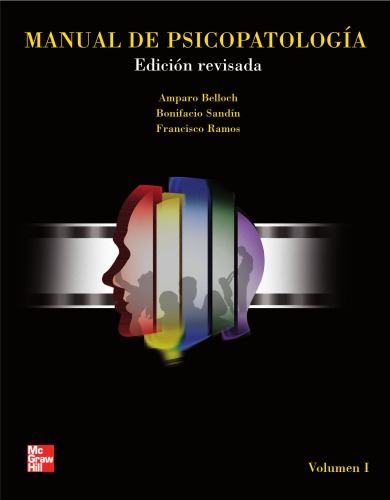 MANUAL DE PSICOPATOLOGÍA
Edición revisada
Amparo Belloch
Bonifacio Sandín
Francisco Ramos
Mc
Graw
Hill
Volumen I